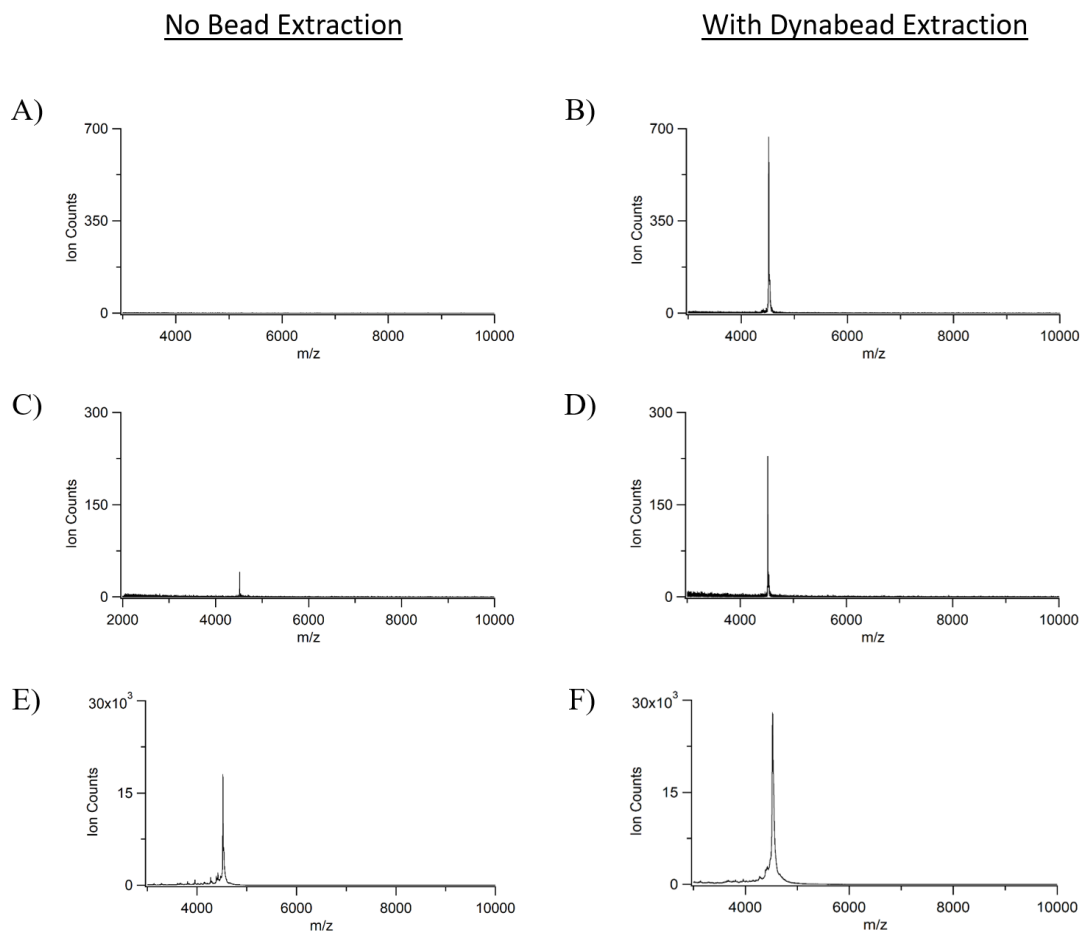 No Bead Extraction
With Dynabead Extraction
A)
700
350
0
Ion Counts
4000 6000 8000 10000
m/z
B)
700
350
0
Ion Counts
4000 6000 8000 10000
m/z
C)
300
150
0
Ion Counts
2000 4000 6000 8000 10000
m/z
D)
300
150
0
Ion Counts
4000 6000 8000 10000
m/z
E)
30x10³
15
0
Ion Counts
4000 6000 8000 10000
m/z
F)
30x10³
15
0
Ion Counts
4000 6000 8000 10000
m/z